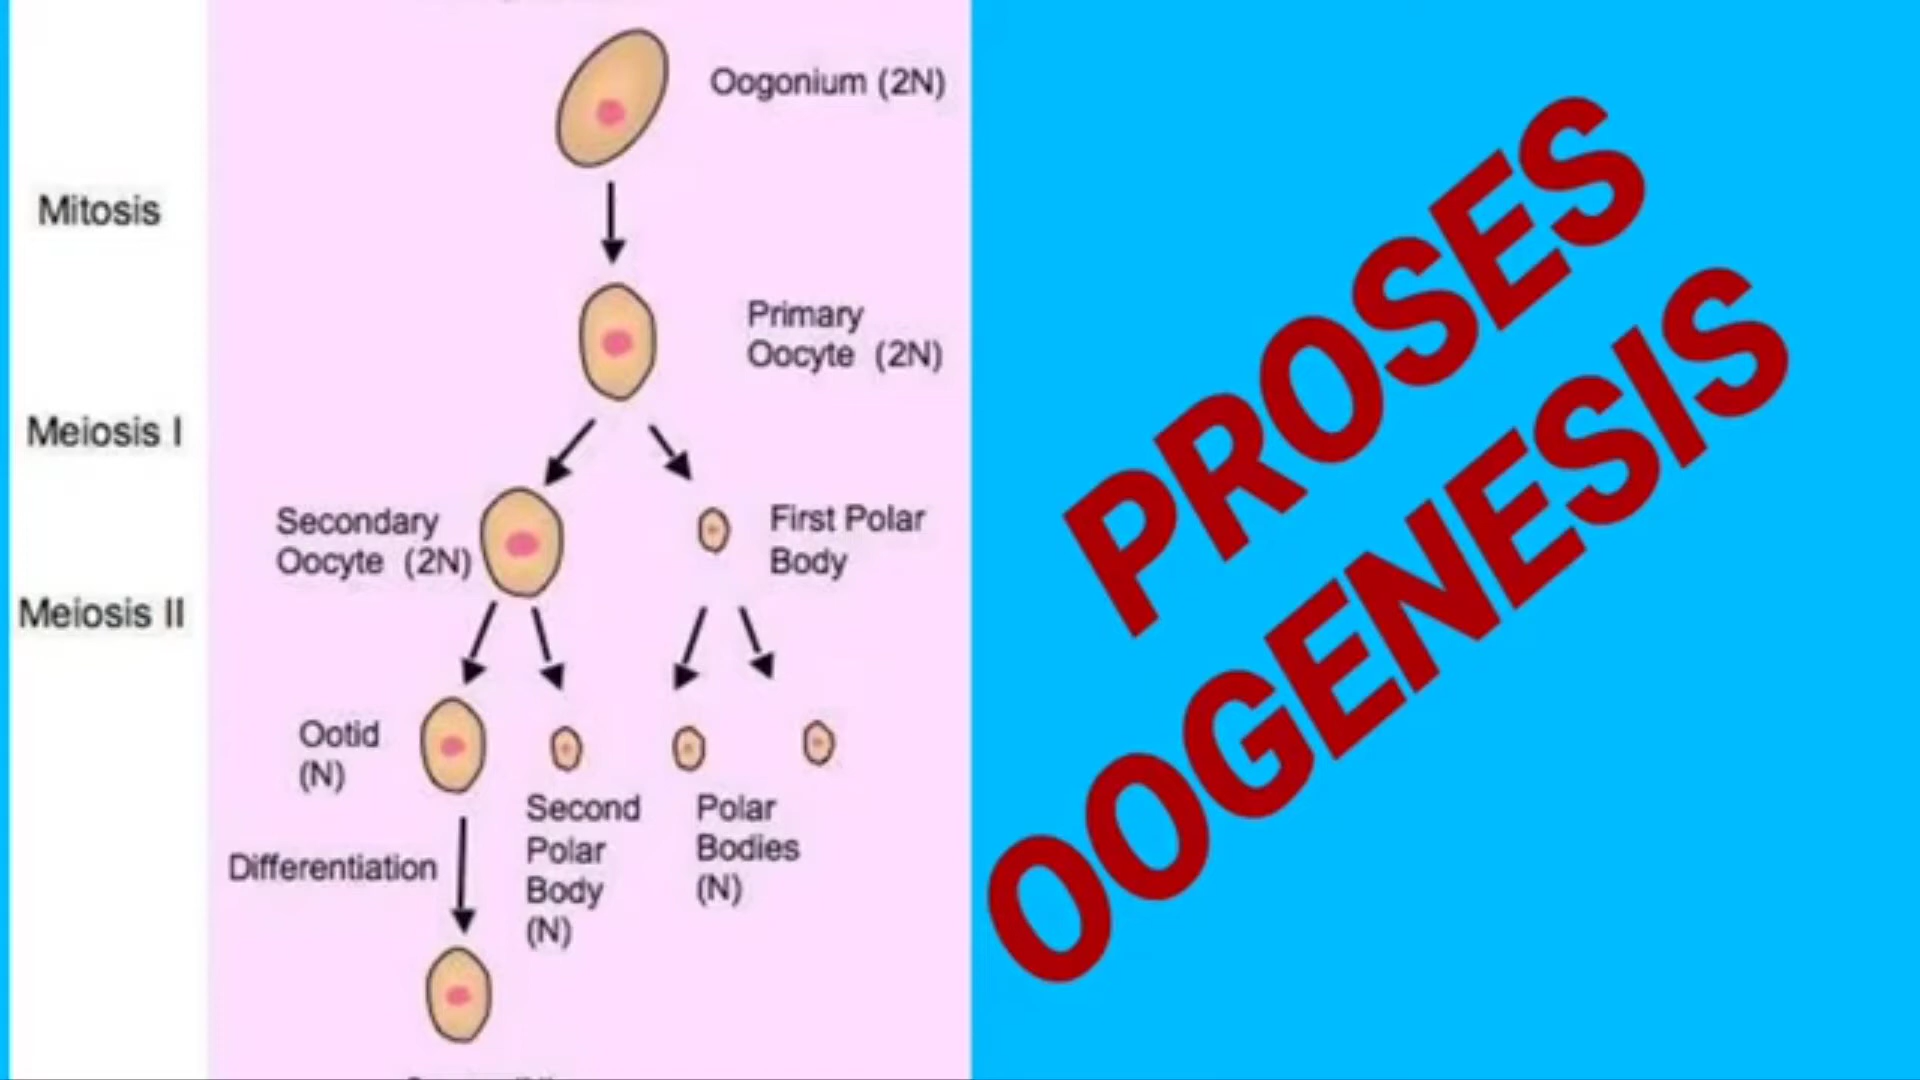 Oogonium (2N)
Mitosis
Primary
Oocyte (2N)
Meiosis I
Secondary
Oocyte (2N)
First Polar
Body
Meiosis II
Ootid
(N)
Second
Polar
Body
(N)
Polar
Bodies
(N)
Differentiation
PROSES
OOGENESIS